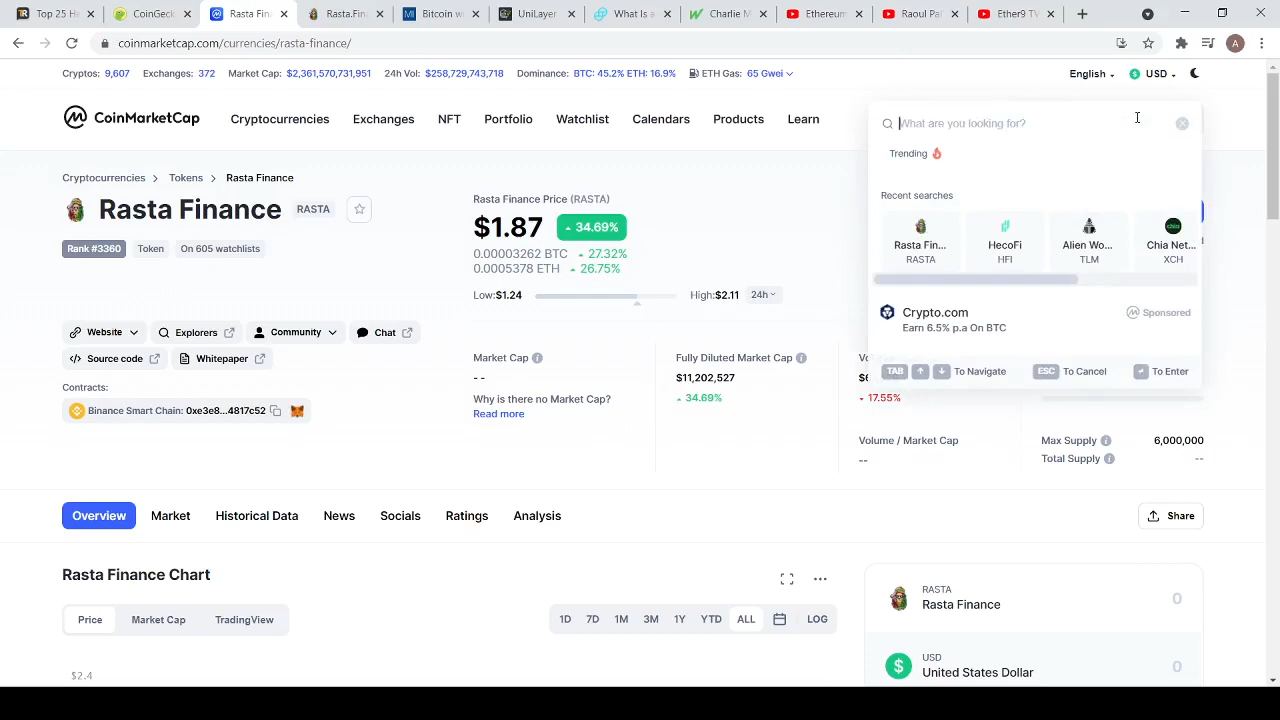 Top 25 He
CoinGeck
Rasta Fina
Rasta.Fina
Bitcoin w
UniLayer
What Is a
Charlie M
Ethereum
Raoul Pal
Ether9 TV
coinmarketcap.com/currencies/rasta-finance/
A
Cryptos: 9,607 Exchanges: 372 Market Cap: $2,361,570,731,951 24h Vol: $258,729,743,718 Dominance: BTC: 45.2% ETH: 16.9% ETH Gas: 65 Gwei
English USD
CoinMarketCap
Cryptocurrencies Exchanges NFT Portfolio Watchlist Calendars Products Learn
What are you looking for?
Trending
Recent searches
Rasta Fin... HecoFi Alien Wo... Chia Net...
RASTA HFI TLM XCH
Crypto.com Sponsored
Earn 6.5% p.a On BTC
TAB To Navigate ESC To Cancel To Enter
Cryptocurrencies > Tokens > Rasta Finance
Rasta Finance RASTA
Rank #3360 Token On 605 watchlists
Website Explorers Community Chat
Source code Whitepaper
Contracts:
Binance Smart Chain: 0xe3e8...4817c52
Rasta Finance Price (RASTA)
$1.87 34.69%
0.00003262 BTC 27.32%
0.0005378 ETH 26.75%
Low:$1.24 High:$2.11 24h
Market Cap
- -
Why is there no Market Cap?
Read more
Fully Diluted Market Cap
$11,202,527
34.69%
17.55%
Volume / Market Cap
--
Max Supply 6,000,000
Total Supply --
Overview Market Historical Data News Socials Ratings Analysis
Share
Rasta Finance Chart
Price Market Cap TradingView
1D 7D 1M 3M 1Y YTD ALL LOG
$2.4
RASTA
Rasta Finance 0
USD
United States Dollar 0